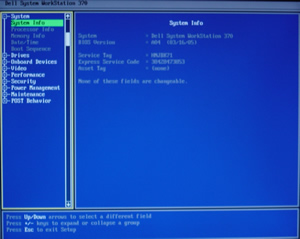 Dell System WorkStation 370
System
System Info
Processor Info
Memory Info
Date/Time
Boot Sequence
Drives
Onboard Devices
Video
Performance
Security
Power Management
Maintenance
POST Behavior
System Info
System = Dell System WorkStation 370
BIOS Version = A04
Service Tag
Express Service Code
Asset Tag = (none)
None of these fields are changeable.
Press Up/Down arrows to select a different field
Press +/- keys to expand or collapse a group
Press Esc to exit Setup